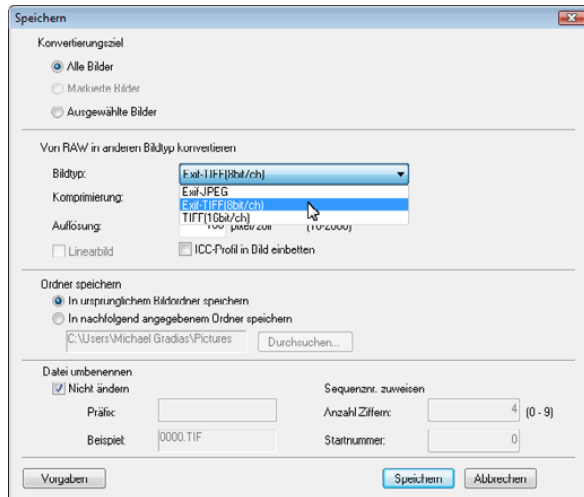 Speichern
Konvertierungsziel
Alle Bilder
Markierte Bilder
Ausgewählte Bilder
Von RAW in anderen Bildtyp konvertieren
Bildtyp: Exif-TIFF(8bit/ch)
Exif-JPEG
Komprimierung: Exif-TIFF(8bit/ch)
TIFF(16bit/ch)
Auflösung: pixel/zoll (10-2000)
Linearbild ICC-Profil in Bild einbetten
Ordner speichern
In ursprünglichem Bildordner speichern
In nachfolgend angegebenem Ordner speichern
C:\Users\Michael Gradias\Pictures Durchsuchen...
Datei umbenennen
Nicht ändern Sequenznr. zuweisen
Präfix: Anzahl Ziffern: 4 (0 - 9)
Beispiel: 0000.TIF Startnummer: 0
Vorgaben Speichern Abbrechen